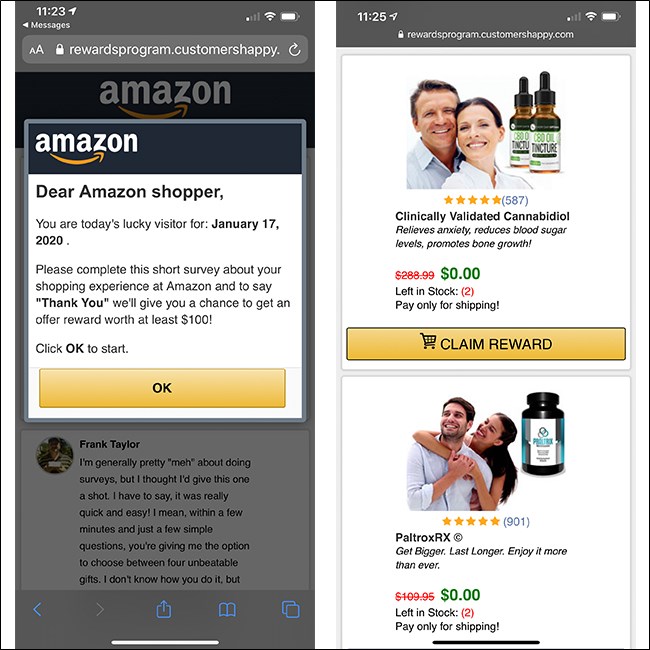 11:23
Messages
AA rewardsprogram.customershappy.
amazon
amazon
Dear Amazon shopper,
You are today's lucky visitor for: January 17,
2020 .
Please complete this short survey about your
shopping experience at Amazon and to say
"Thank You" we'll give you a chance to get an
offer reward worth at least $100!
Click OK to start.
OK
Frank Taylor
I'm generally pretty "meh" about doing
surveys, but I thought I'd give this one
a shot. I have to say, it was really
quick and easy! I mean, within a few
minutes and just a few simple
questions, you're giving me the option
to choose between four unbeatable
gifts. I don't know how you do it, but
11:25
rewardsprogram.customershappy.com
CBD OIL
TINCTURE
CBD OIL
TINCTURE
(587)
Clinically Validated Cannabidiol
Relieves anxiety, reduces blood sugar
levels, promotes bone growth!
$288.99 $0.00
Left in Stock: (2)
Pay only for shipping!
CLAIM REWARD
PALTRIX
(901)
PaltroxRX ©
Get Bigger. Last Longer. Enjoy it more
than ever.
$109.95 $0.00
Left in Stock: (2)
Pay only for shipping!